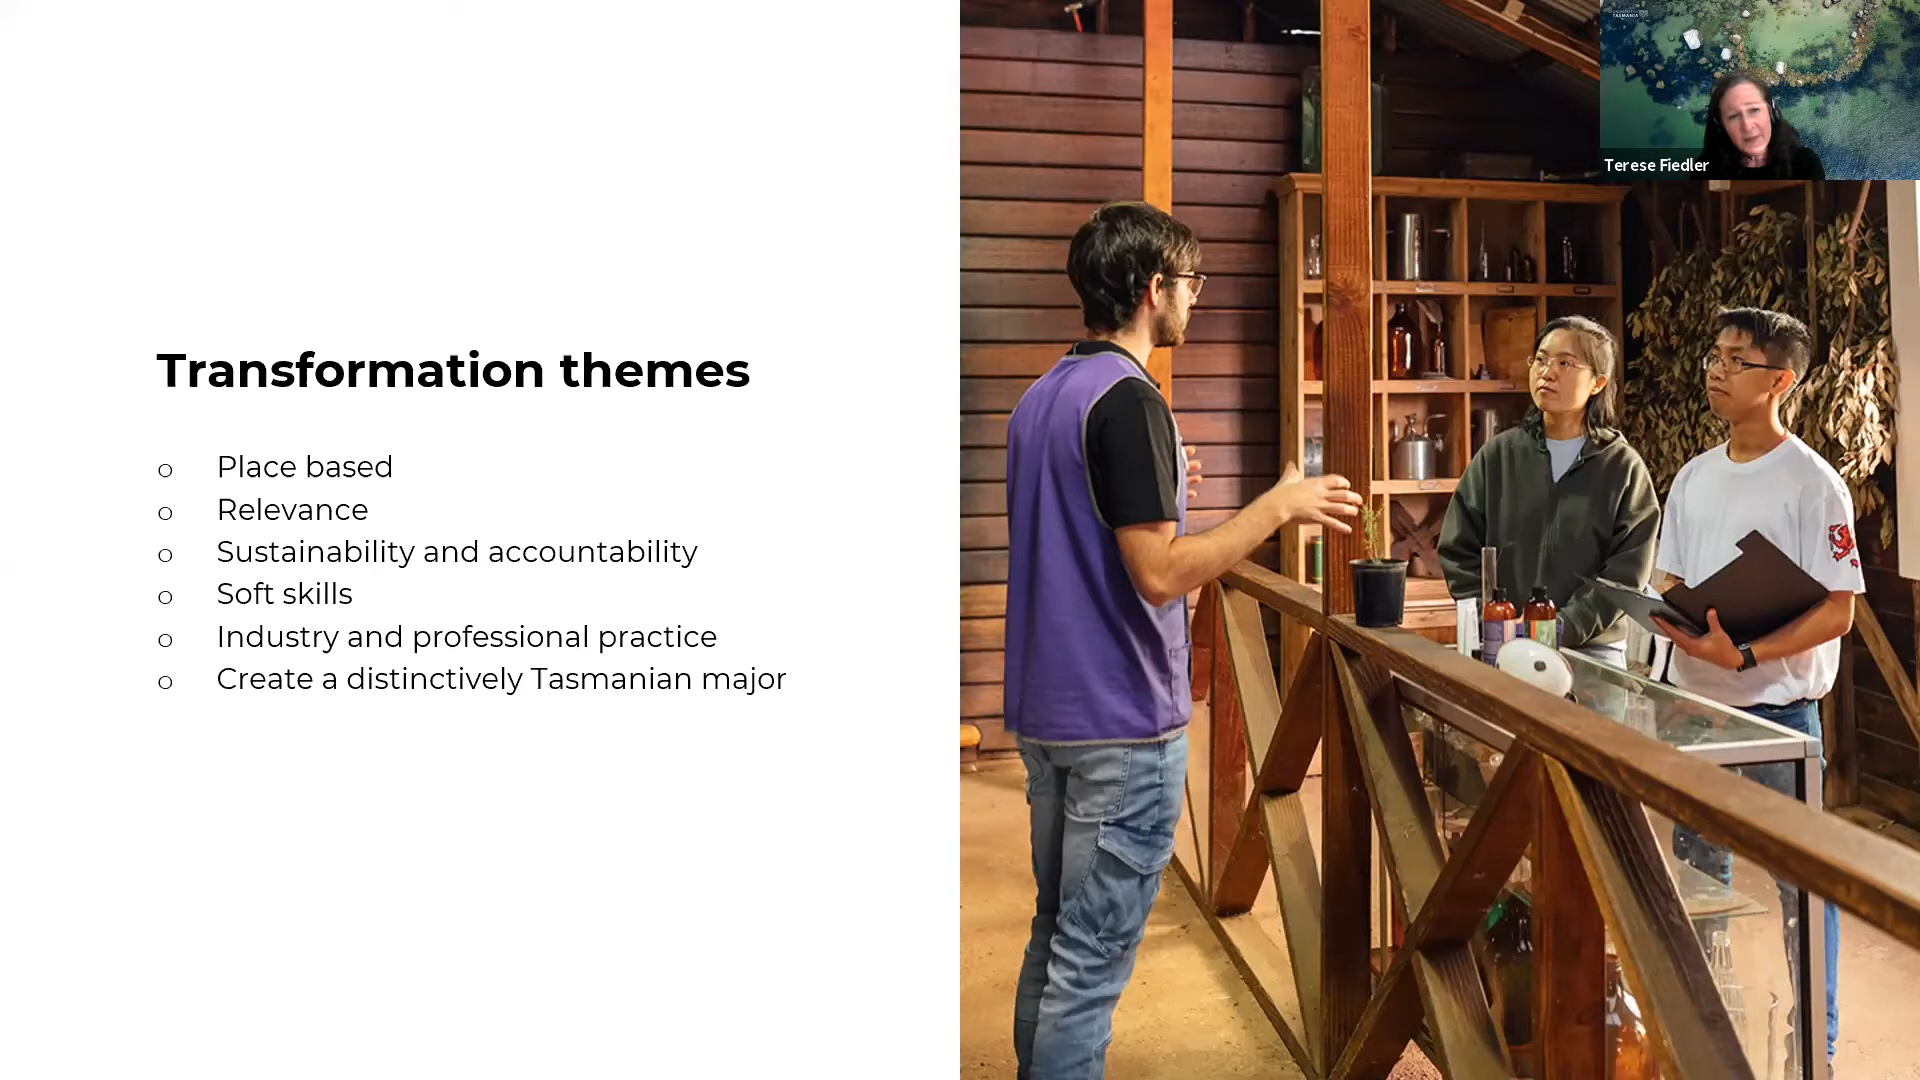 Transformation themes
o Place based
o Relevance
o Sustainability and accountability
o Soft skills
o Industry and professional practice
o Create a distinctively Tasmanian major
TASMANIA
Terese Fiedler